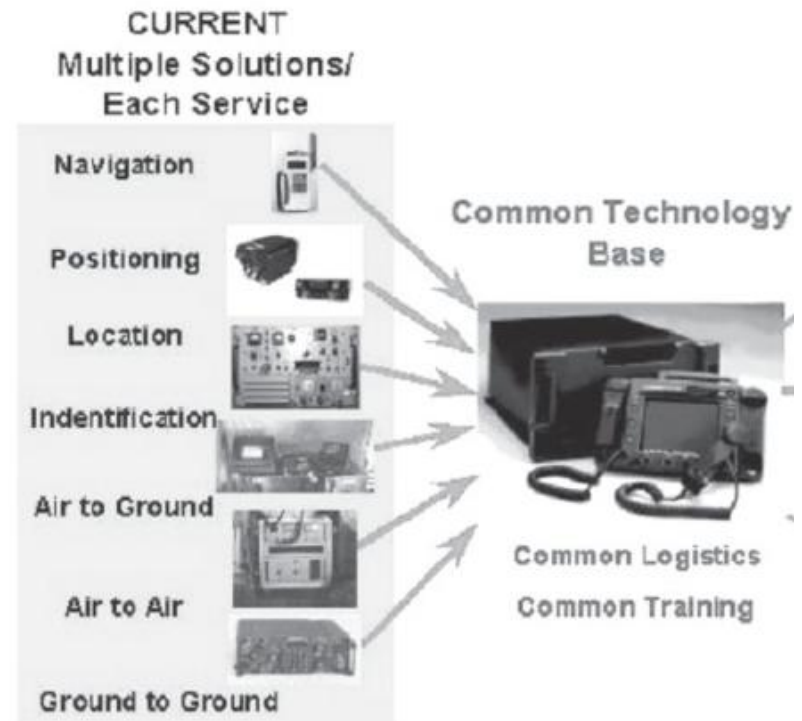 CURRENT
Multiple Solutions/
Each Service
Navigation
Positioning
Location
Indentification
Air to Ground
Air to Air
Ground to Ground
Common Technology
Base
Common Logistics
Common Training